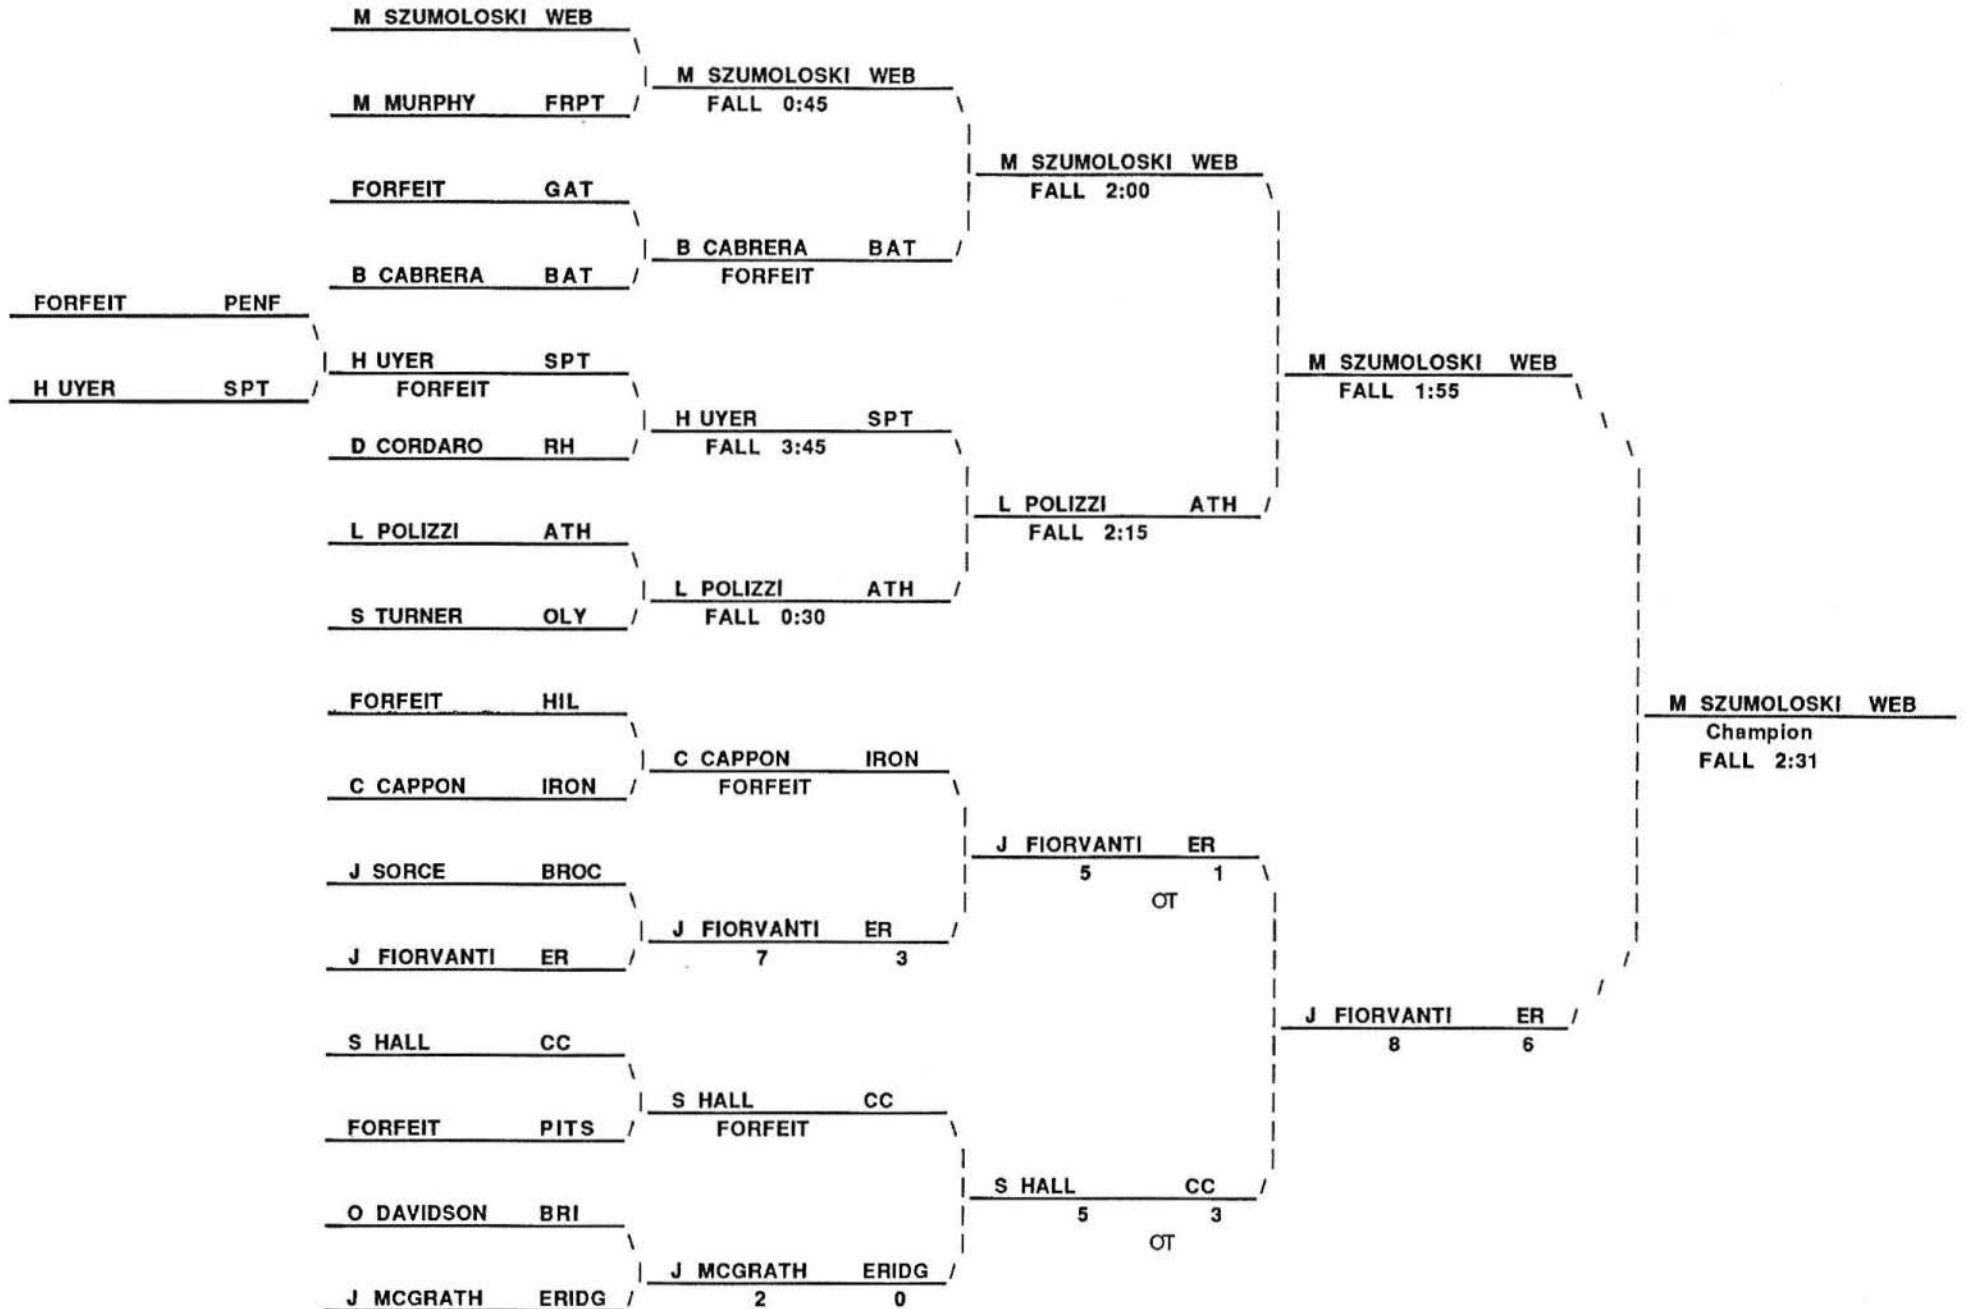 M SZUMOLOSKI WEB
M SZUMOLOSKI WEB
M MURPHY FRPT
FALL 0:45
M SZUMOLOSKI WEB
FORFEIT GAT
FALL 2:00
B CABRERA BAT
B CABRERA BAT
FORFEIT
FORFEIT PENF
H UYER SPT
M SZUMOLOSKI WEB
H UYER SPT
FORFEIT
FALL 1:55
H UYER SPT
D CORDARO RH
FALL 3:45
L POLIZZI ATH
L POLIZZI ATH
FALL 2:15
L POLIZZI ATH
S TURNER OLY
FALL 0:30
FORFEIT HIL
M SZUMOLOSKI WEB
Champion
C CAPPON IRON
FALL 2:31
C CAPPON IRON
FORFEIT
J FIORVANTI ER
J SORCE BROC
5 1
OT
J FIORVANTI ER
J FIORVANTI ER
7 3
J FIORVANTI ER
S HALL CC
8 6
S HALL CC
FORFEIT PITS
FORFEIT
S HALL CC
O DAVIDSON BRI
5 3
OT
J MCGRATH ERIDG
J MCGRATH ERIDG
2 0